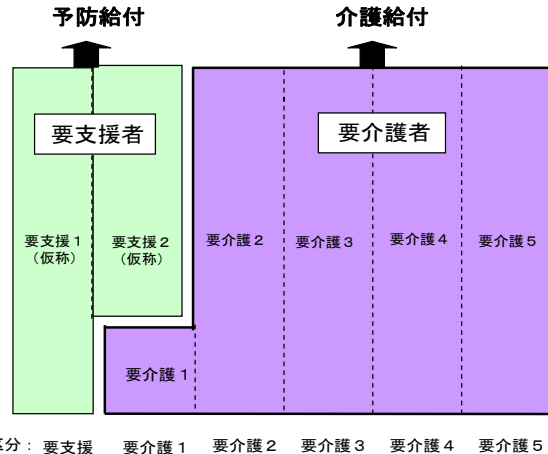 予防給付 介護給付
要支援者 要介護者
要支援1
(仮称)
要支援2
(仮称)
要介護2 要介護3 要介護4 要介護5
要介護1
区分: 要支援 要介護1 要介護2 要介護3 要介護4 要介護5